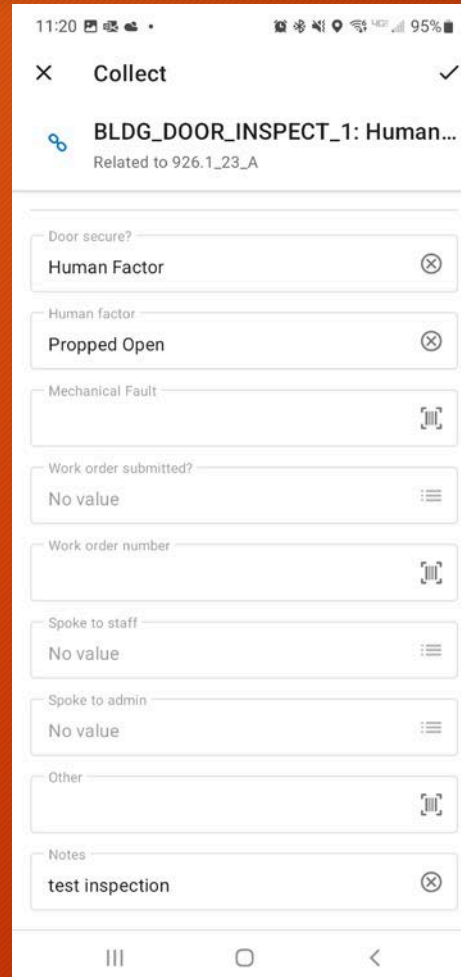 11:20
95%
Collect
BLDG_DOOR_INSPECT_1: Human...
Related to 926.1_23_A
Door secure?
Human Factor
Human factor
Propped Open
Mechanical Fault
Work order submitted?
No value
Work order number
Spoke to staff
No value
Spoke to admin
No value
Other
Notes
test inspection